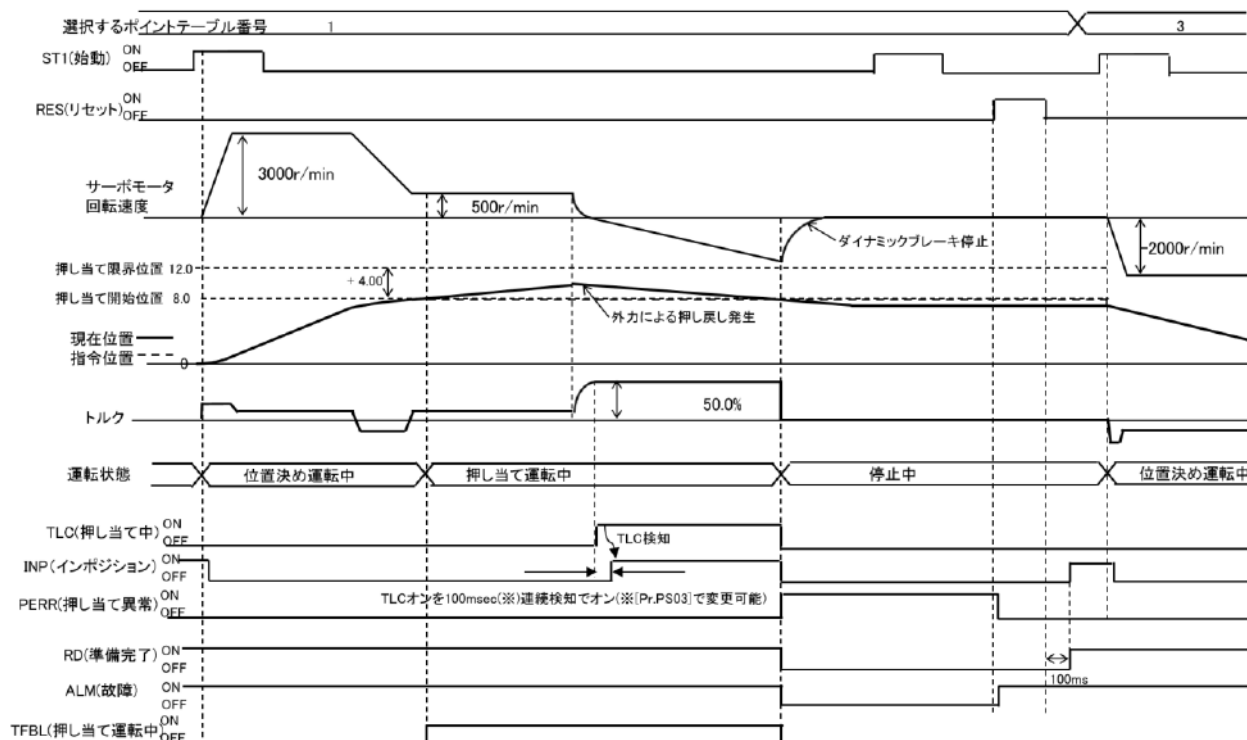 選択するポイントテーブル番号 1 3
ST1(始動) ON
OFF
RES(リセット) ON
OFF
サーボモータ
回転速度
3000r/min
500r/min
ダイナミックブレーキ停止
-2000r/min
押し当て限界位置 12.0
+4.00
押し当て開始位置 8.0
外力による押し戻し発生
現在位置
指令位置
0
トルク
50.0%
運転状態 位置決め運転中 押し当て運転中 停止中 位置決め運転中
TLC(押し当て中) ON
OFF
TLC検知
INP(インポジション) ON
OFF
PERR(押し当て異常) ON
OFF
TLCオンを100msec(※)連続検知でオン(※[Pr.PS03]で変更可能)
RD(準備完了) ON
OFF
100ms
ALM(故障) ON
OFF
TFBL(押し当て運転中) ON
OFF